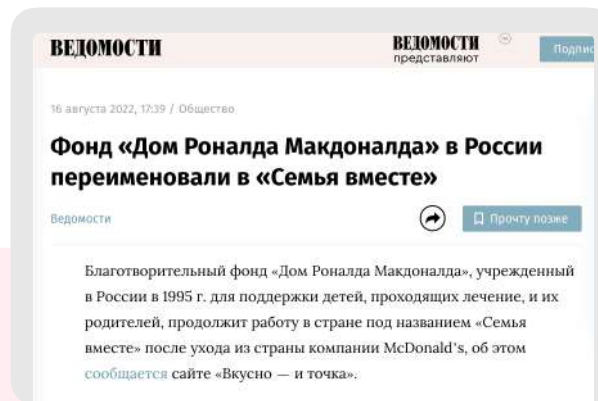 ВЕДОМОСТИ
ВЕДОМОСТИ
представляют
Подпис
16 августа 2022, 17:39 / Общество
Фонд «Дом Роналда Макдоналда» в России
переименовали в «Семья вместе»
Ведомости
Прочту позже
Благотворительный фонд «Дом Роналда Макдоналда», учрежденный
в России в 1995 г. для поддержки детей, проходящих лечение, и их
родителей, продолжит работу в стране под названием «Семья
вместе» после ухода из страны компании McDonald's, об этом
сообщается сайте «Вкусно — и точка».